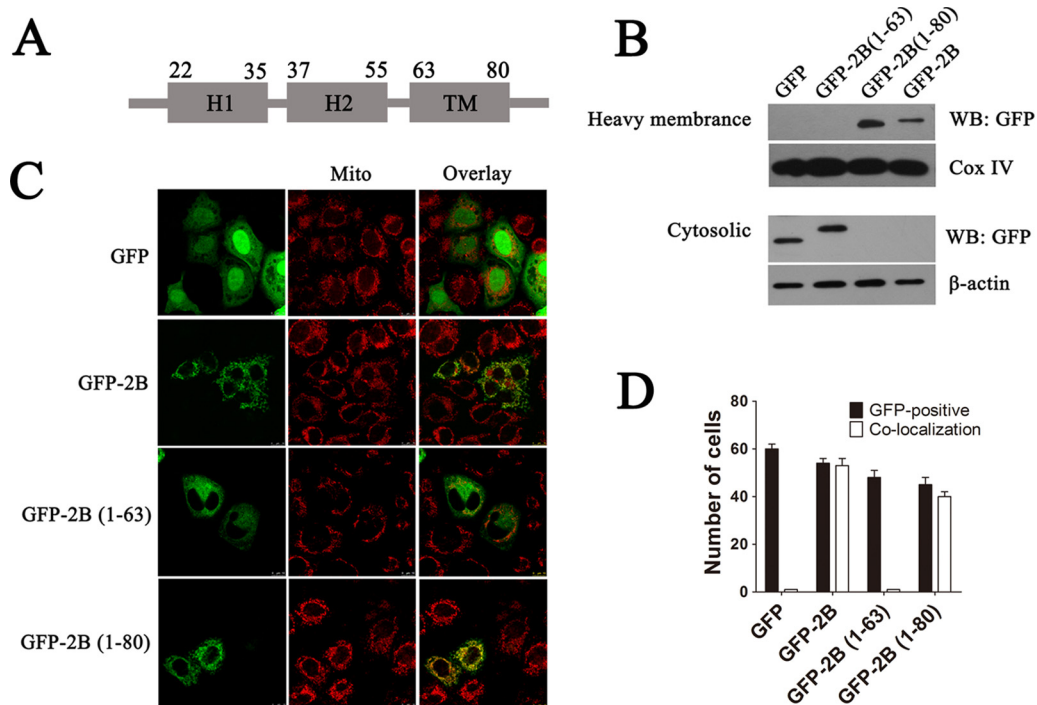 A
22 35 37 55 63 80
H1 H2 TM
B
GFP
GFP-2B(1-63)
GFP-2B(1-80)
GFP-2B
Heavy membrance
WB: GFP
Cox IV
Cytosolic
WB: GFP
β-actin
C
Mito Overlay
GFP
GFP-2B
GFP-2B (1-63)
GFP-2B (1-80)
D
GFP-positive
Co-localization
Number of cells
80
60
40
20
0
GFP
GFP-2B
GFP-2B (1-63)
GFP-2B (1-80)